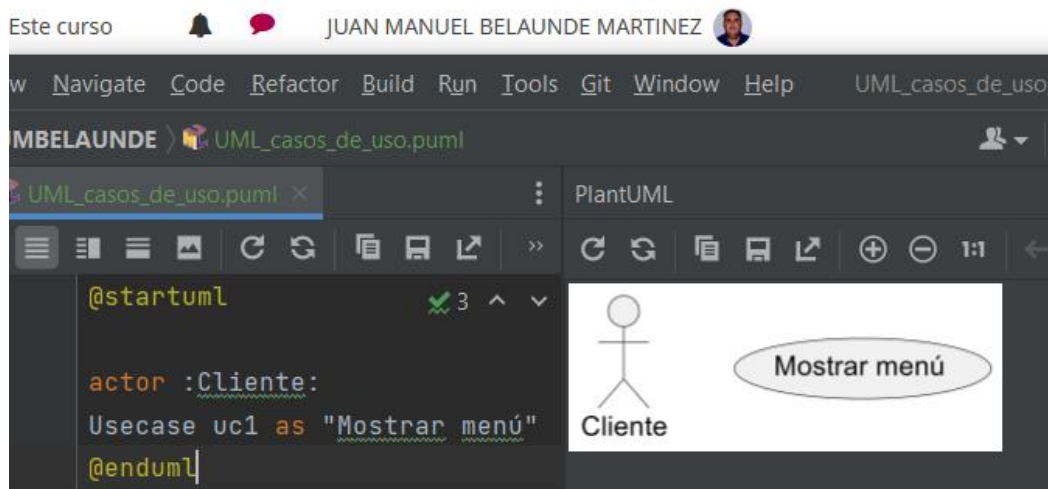 Este curso JUAN MANUEL BELAUNDE MARTINEZ
w Navigate Code Refactor Build Run Tools Git Window Help UML_casos_de_uso
MBELAUNDE UML_casos_de_uso.puml
UML_casos_de_uso.puml PlantUML
1:1
@startuml 3
actor :Cliente:
Usecase uc1 as "Mostrar menú"
@enduml
Mostrar menú
Cliente